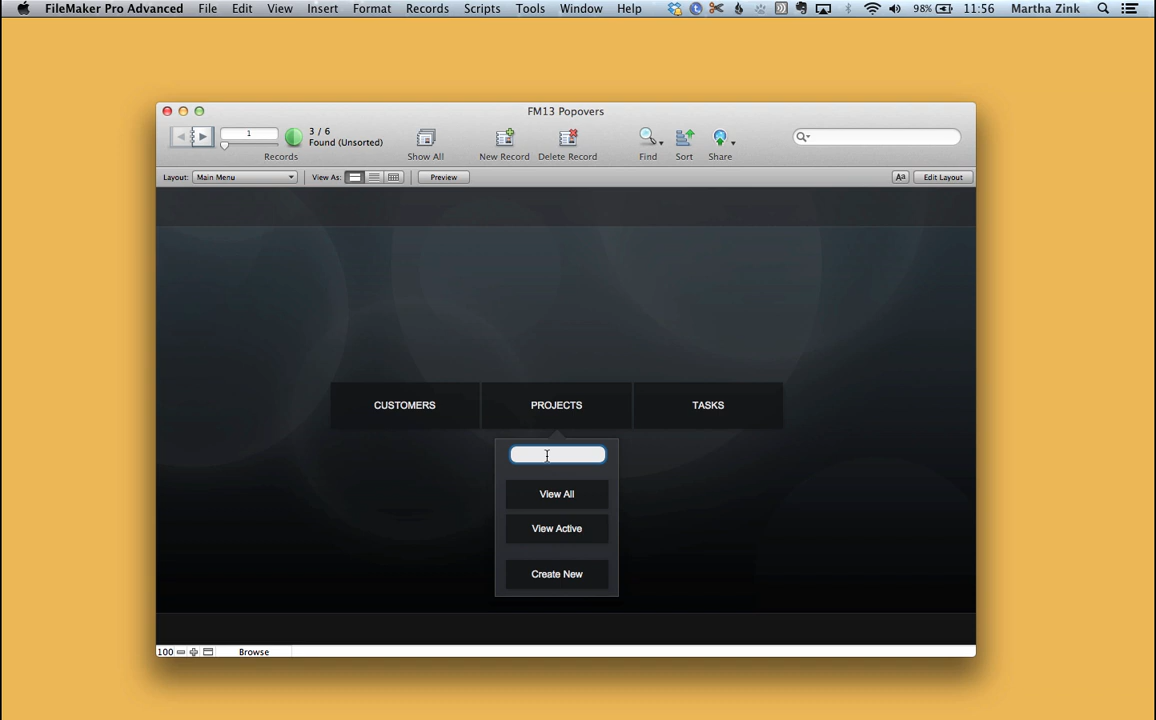 FileMaker Pro Advanced File Edit View Insert Format Records Scripts Tools Window Help 98% 11:56 Martha Zink
FM13 Popovers
1
3 / 6
Found (Unsorted)
Records
Show All
New Record
Delete Record
Find
Sort
Share
Layout: Main Menu View As: Preview Aa Edit Layout
CUSTOMERS PROJECTS TASKS
View All
View Active
Create New
100 Browse